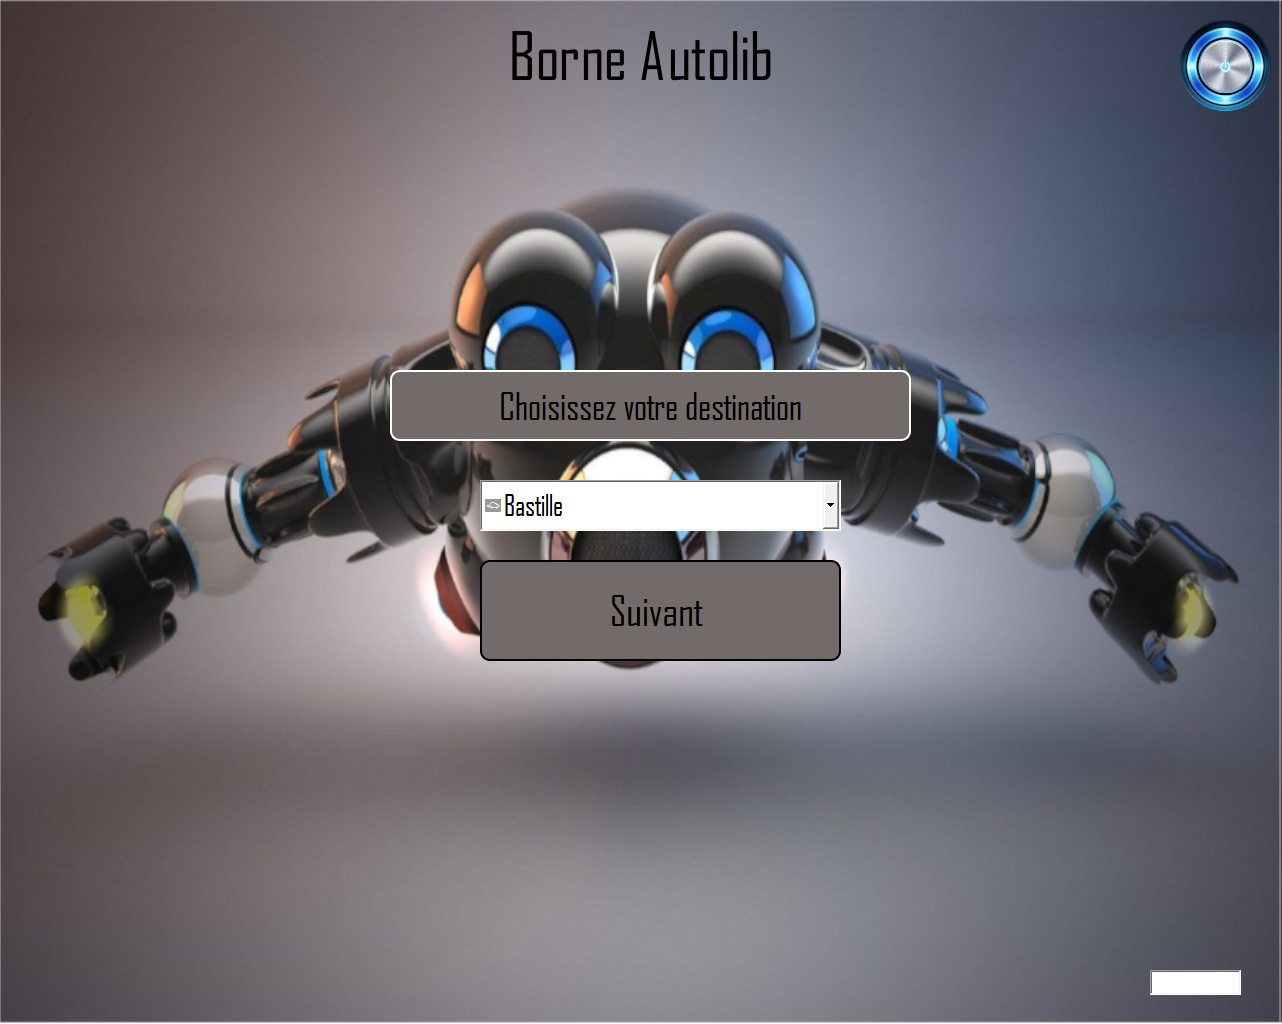 Borne Autolib
Choisissez votre destination
Bastille
Suivant